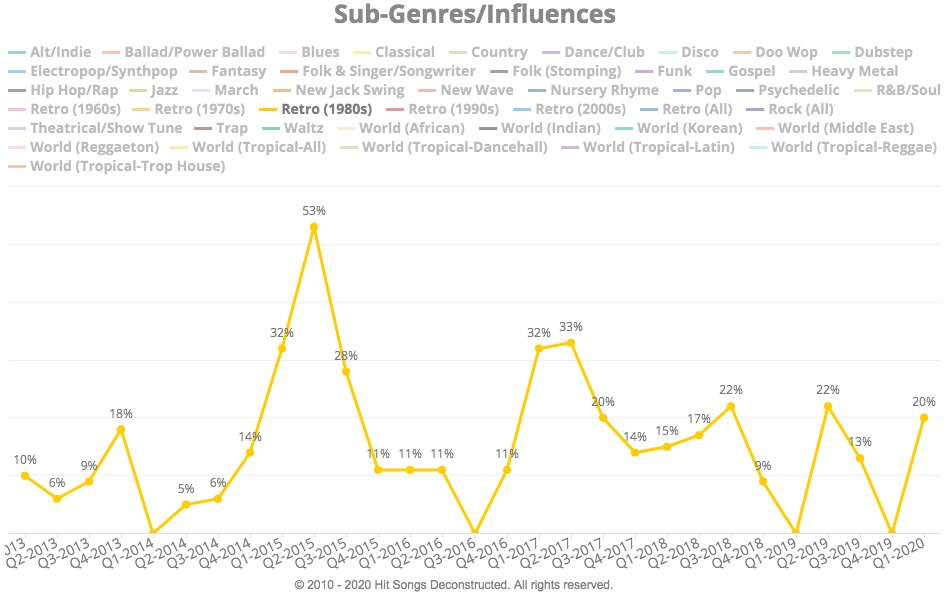 Sub-Genres/Influences
Alt/Indie Ballad/Power Ballad Blues Classical Country Dance/Club Disco Doo Wop Dubstep
Electropop/Synthpop Fantasy Folk & Singer/Songwriter Folk (Stomping) Funk Gospel Heavy Metal
Hip Hop/Rap Jazz March New Jack Swing New Wave Nursery Rhyme Pop Psychedelic R&B/Soul
Retro (1960s) Retro (1970s) Retro (1980s) Retro (1990s) Retro (2000s) Retro (All) Rock (All)
Theatrical/Show Tune Trap Waltz World (African) World (Indian) World (Korean) World (Middle East)
World (Reggaeton) World (Tropical-All) World (Tropical-Dancehall) World (Tropical-Latin) World (Tropical-Reggae)
World (Tropical-Trop House)
53%
32%
28%
32%
33%
18%
14%
20%
22%
22%
20%
10%
6%
9%
5%
6%
11%
11%
11%
11%
14%
15%
17%
9%
13%
013 Q2-2013 Q3-2013 Q4-2013 Q1-2014 Q2-2014 Q3-2014 Q4-2014 Q1-2015 Q2-2015 Q3-2015 Q4-2015 Q1-2016 Q2-2016 Q3-2016 Q4-2016 Q1-2017 Q2-2017 Q3-2017 Q4-2017 Q1-2018 Q2-2018 Q3-2018 Q4-2018 Q1-2019 Q2-2019 Q3-2019 Q4-2019 Q1-2020
© 2010 - 2020 Hit Songs Deconstructed. All rights reserved.